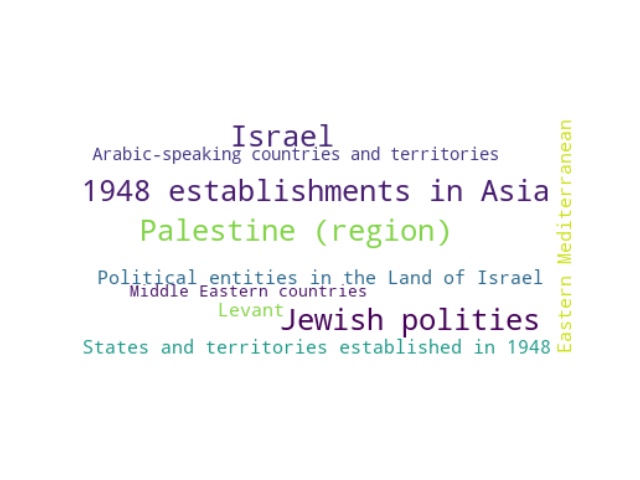 Israel
Arabic-speaking countries and territories
1948 establishments in Asia
Palestine (region)
Political entities in the Land of Israel
Middle Eastern countries
Levant
Jewish polities
States and territories established in 1948
Eastern Mediterranean